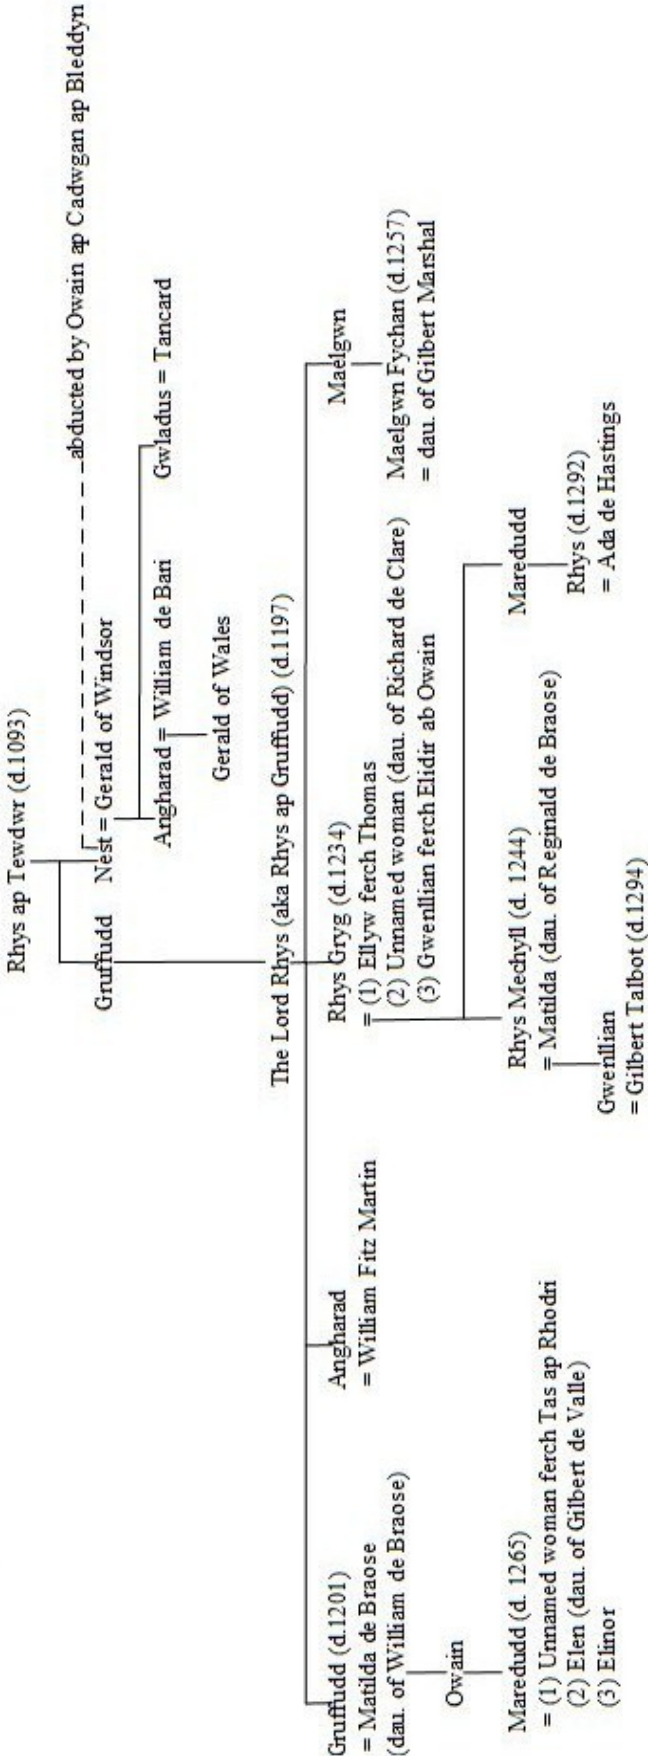 Rhys ap Tewdwr (d.1093)
Gruffudd
Nest = Gerald of Windsor
abducted by Owain ap Cadwgan ap Bleddyn
Angharad = William de Bari
Gwladus = Tancard
Gerald of Wales
The Lord Rhys (aka Rhys ap Gruffudd) (d.1197)
Gruffudd (d.1201)
= Matilda de Braose
(dau. of William de Braose)
Angharad
= William Fitz Martin
Rhys Gryg (d.1234)
= (1) Ellyw ferch Thomas
(2) Unnamed woman (dau. of Richard de Clare)
(3) Gwenllian ferch Elidir ab Owain
Maelgwn
Maelgwn Fychan (d.1257)
= dau. of Gilbert Marshal
Owain
Maredudd (d. 1265)
= (1) Unnamed woman ferch Tas ap Rhodri
(2) Elen (dau. of Gilbert de Valle)
(3) Elinor
Rhys Mechyll (d. 1244)
= Matilda (dau. of Reginald de Braose)
Maredudd
Gwenllian
= Gilbert Talbot (d.1294)
Rhys (d.1292)
= Ada de Hastings